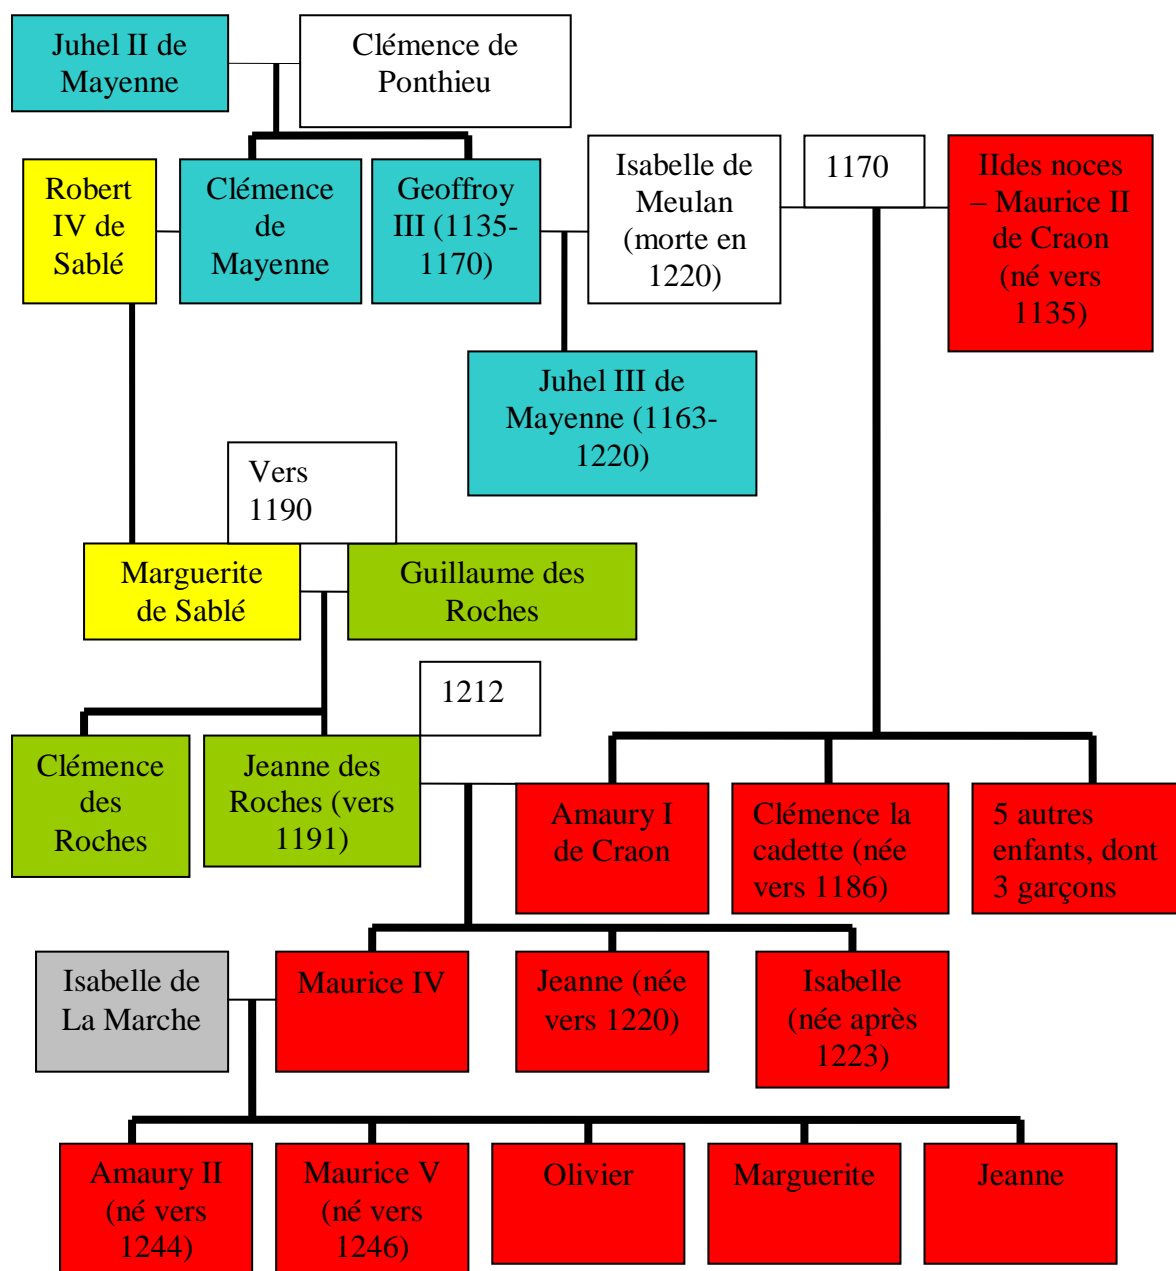 Juhel II de
Mayenne
Clémence de
Ponthieu
Robert
IV de
Sablé
Clémence
de
Mayenne
Geoffroy
III (1135-
1170)
Isabelle de
Meulan
(morte en
1220)
1170
IIdes noces
– Maurice II
de Craon
(né vers
1135)
Juhel III de
Mayenne (1163-
1220)
Vers
1190
Marguerite
de Sablé
Guillaume des
Roches
1212
Clémence
des
Roches
Jeanne des
Roches (vers
1191)
Amaury I
de Craon
Clémence la
cadette (née
vers 1186)
5 autres
enfants, dont
3 garçons
Isabelle de
La Marche
Maurice IV
Jeanne (née
vers 1220)
Isabelle
(née après
1223)
Amaury II
(né vers
1244)
Maurice V
(né vers
1246)
Olivier
Marguerite
Jeanne